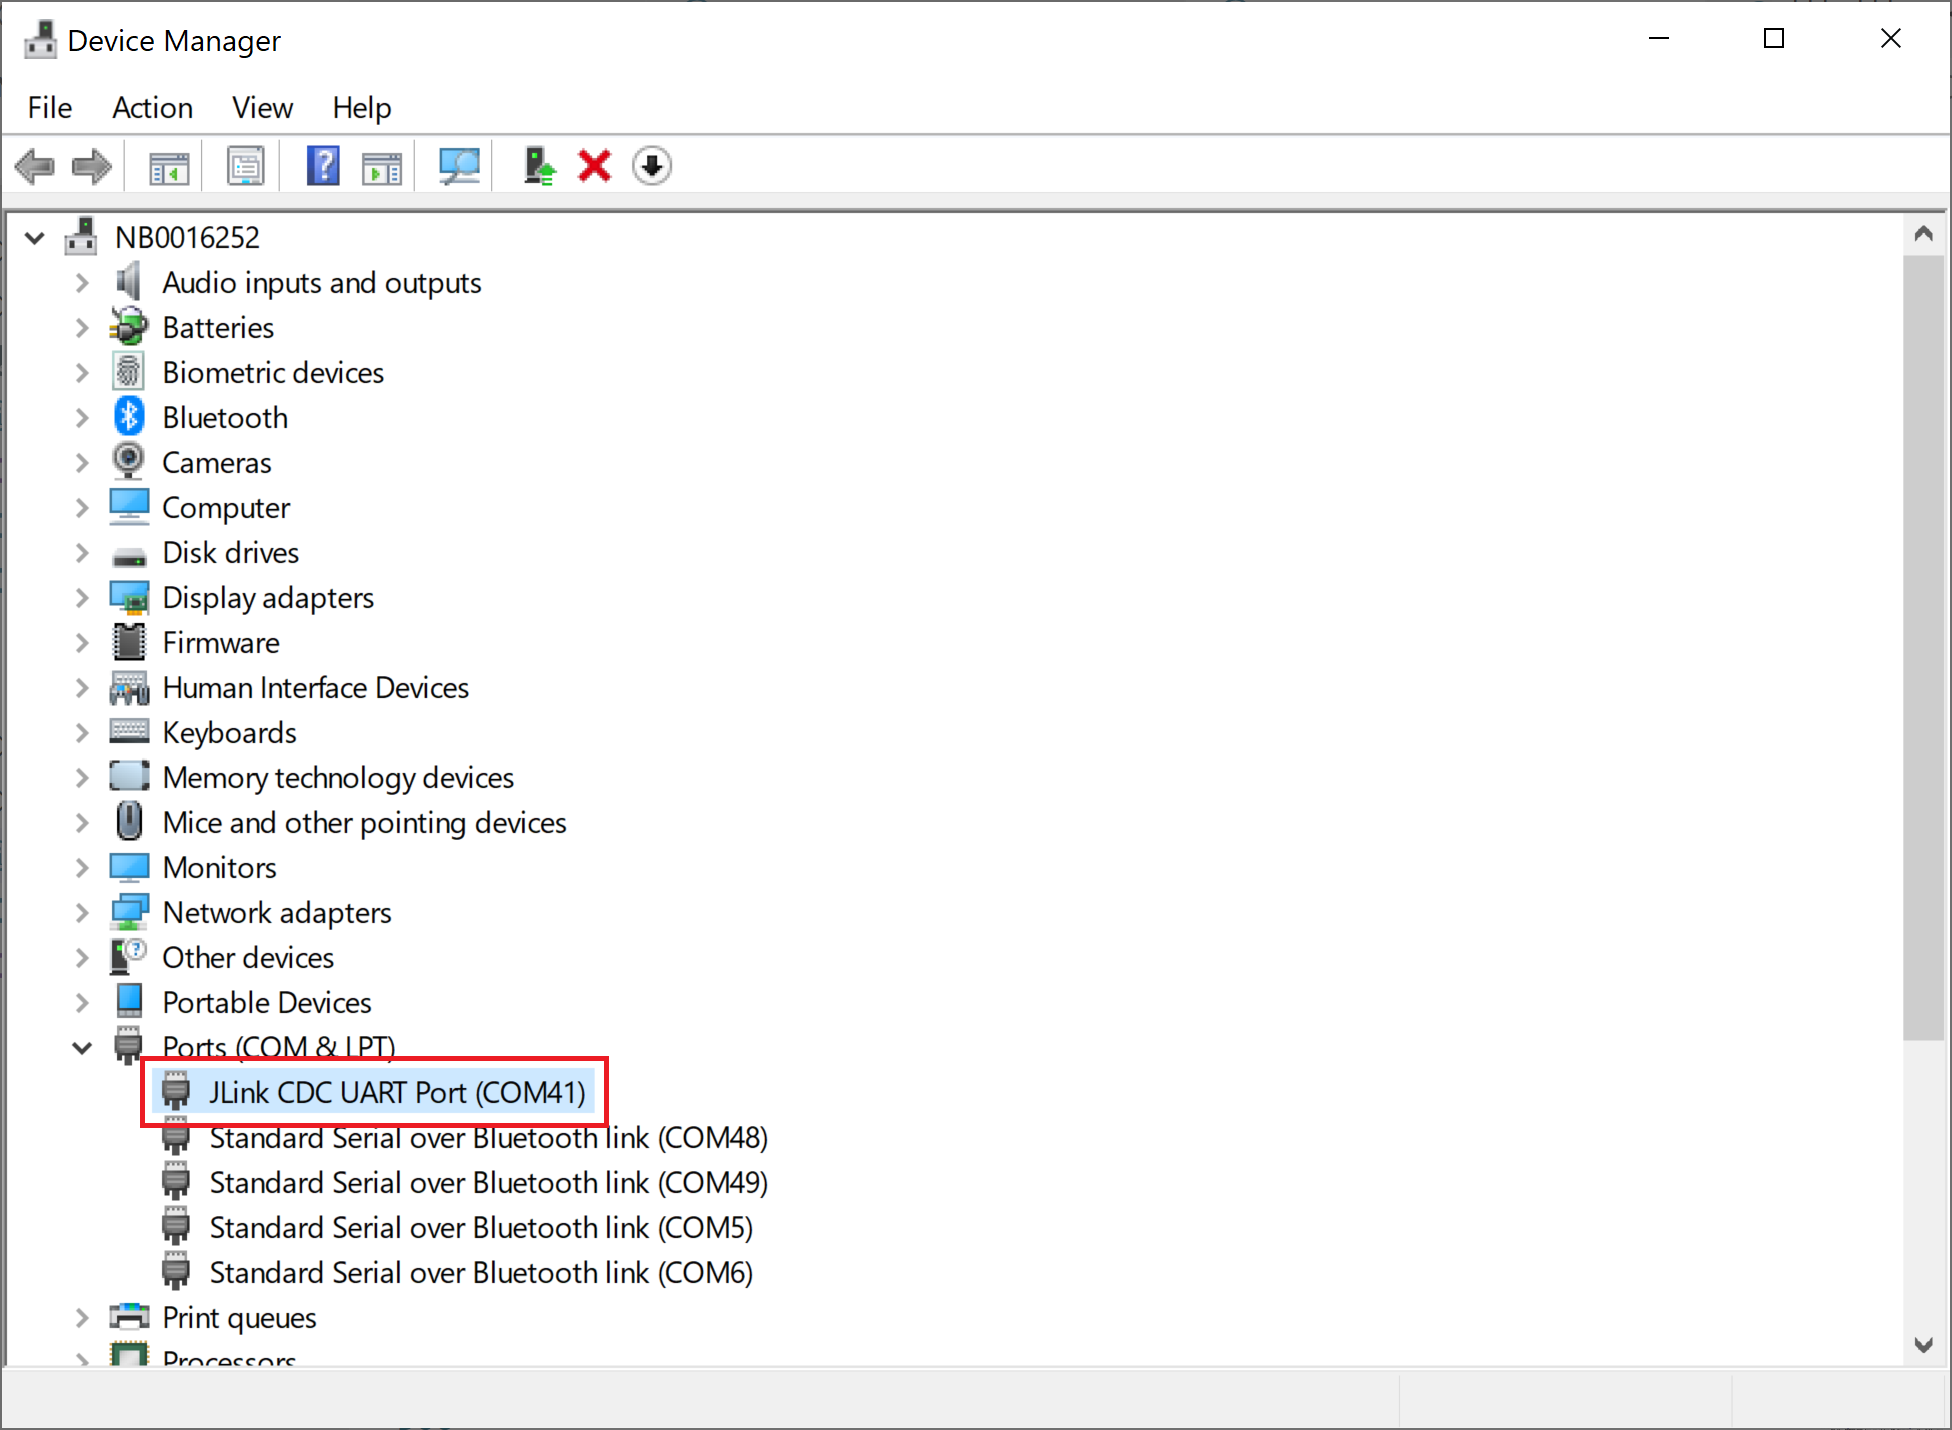 Device Manager
File Action View Help
NB0016252
Audio inputs and outputs
Batteries
Biometric devices
Bluetooth
Cameras
Computer
Disk drives
Display adapters
Firmware
Human Interface Devices
Keyboards
Memory technology devices
Mice and other pointing devices
Monitors
Network adapters
Other devices
Portable Devices
Ports (COM & LPT)
JLink CDC UART Port (COM41)
Standard Serial over Bluetooth link (COM48)
Standard Serial over Bluetooth link (COM49)
Standard Serial over Bluetooth link (COM5)
Standard Serial over Bluetooth link (COM6)
Print queues
Processors